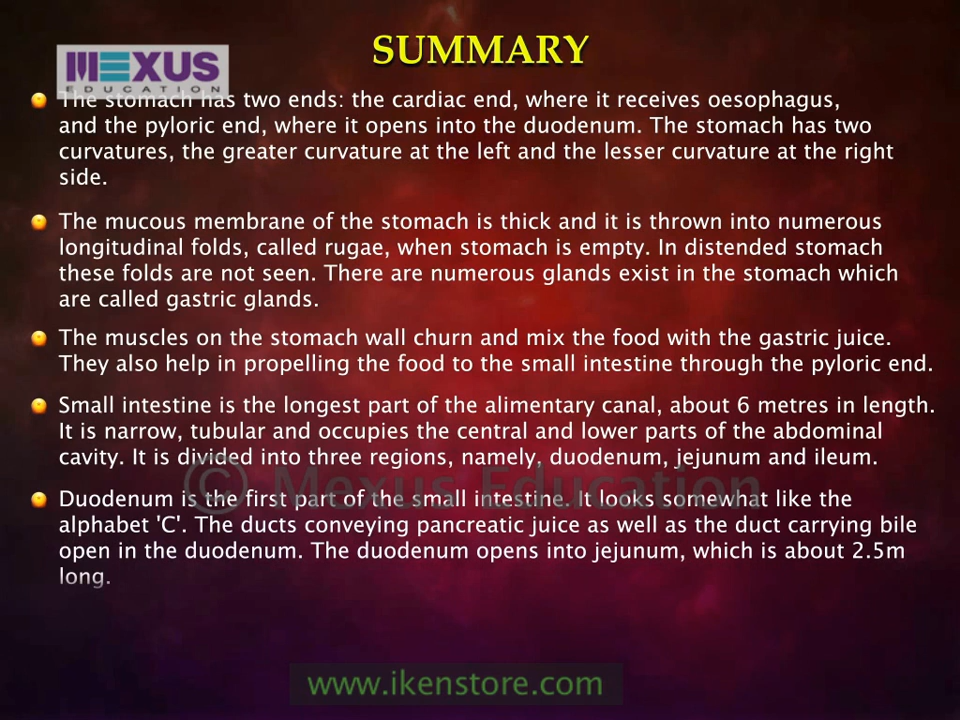 SUMMARY
MEXUS
EDUCATION
The stomach has two ends: the cardiac end, where it receives oesophagus,
and the pyloric end, where it opens into the duodenum. The stomach has two
curvatures, the greater curvature at the left and the lesser curvature at the right
side.
The mucous membrane of the stomach is thick and it is thrown into numerous
longitudinal folds, called rugae, when stomach is empty. In distended stomach
these folds are not seen. There are numerous glands exist in the stomach which
are called gastric glands.
The muscles on the stomach wall churn and mix the food with the gastric juice.
They also help in propelling the food to the small intestine through the pyloric end.
Small intestine is the longest part of the alimentary canal, about 6 metres in length.
It is narrow, tubular and occupies the central and lower parts of the abdominal
cavity. It is divided into three regions, namely, duodenum, jejunum and ileum.
© Mexus Education
Duodenum is the first part of the small intestine. It looks somewhat like the
alphabet 'C'. The ducts conveying pancreatic juice as well as the duct carrying bile
open in the duodenum. The duodenum opens into jejunum, which is about 2.5m
long.
www.ikenstore.com